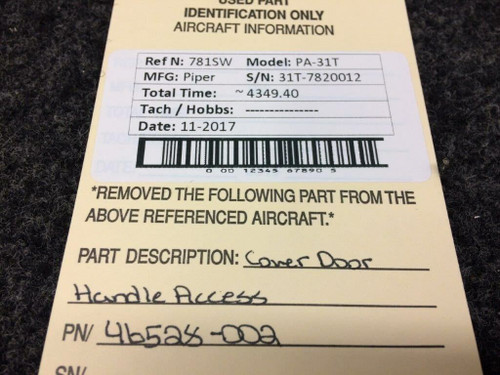 USED PART
IDENTIFICATION ONLY
AIRCRAFT INFORMATION
Ref N: 781SW Model: PA-31T
MFG: Piper S/N: 31T-7820012
Total Time: ~ 4349.40
Tach / Hobbs: ---------------
Date: 11-2017
0 00 12345 67890 5
*REMOVED THE FOLLOWING PART FROM THE
ABOVE REFERENCED AIRCRAFT.*
PART DESCRIPTION: Cover Door
Handle Access
PN/ 46528-002
SN/